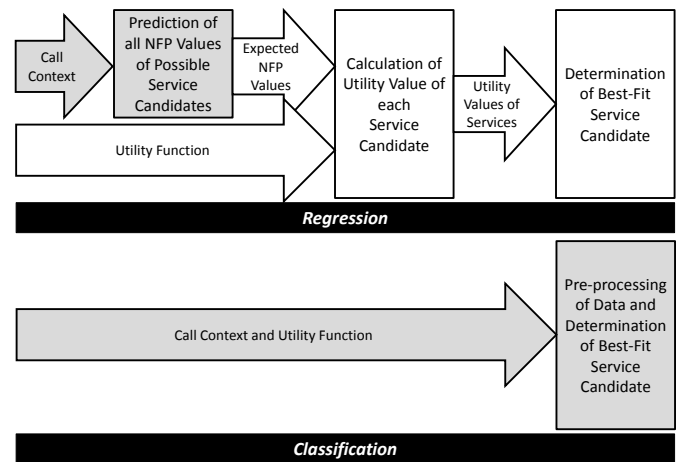 Call
Context
Prediction of
all NFP Values
of Possible
Service
Candidates
Expected
NFP
Values
Utility Function
Calculation of
Utility Value of
each
Service
Candidate
Utility
Values of
Services
Determination
of Best-Fit
Service
Candidate
Regression
Call Context and Utility Function
Pre-processing
of Data and
Determination
of Best-Fit
Service
Candidate
Classification